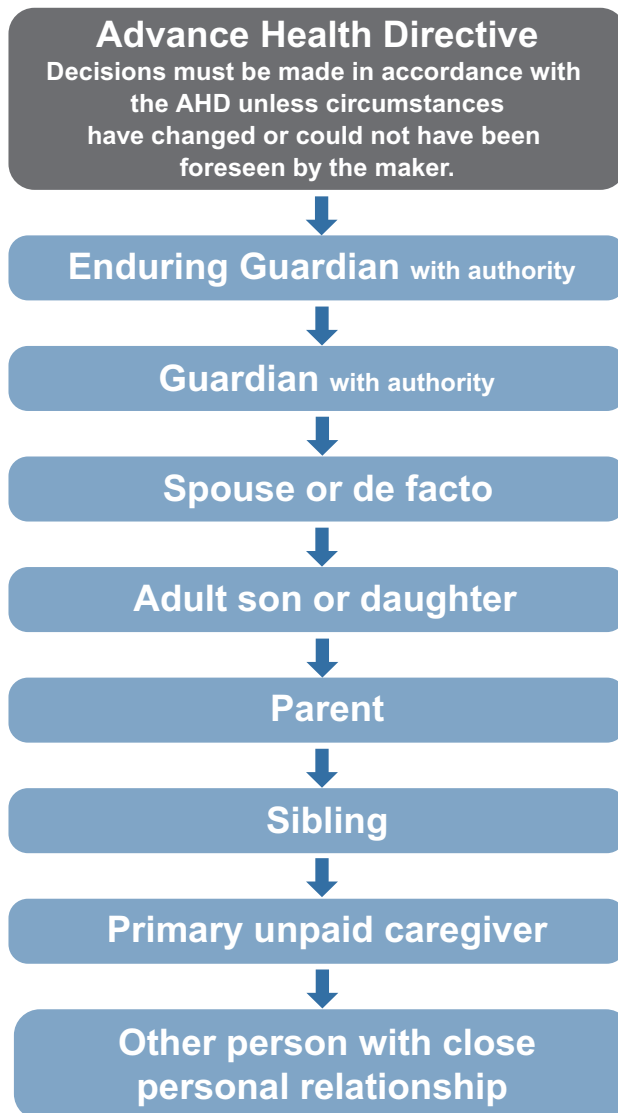 Advance Health Directive
Decisions must be made in accordance with
the AHD unless circumstances
have changed or could not have been
foreseen by the maker.
Enduring Guardian with authority
Guardian with authority
Spouse or de facto
Adult son or daughter
Parent
Sibling
Primary unpaid caregiver
Other person with close
personal relationship